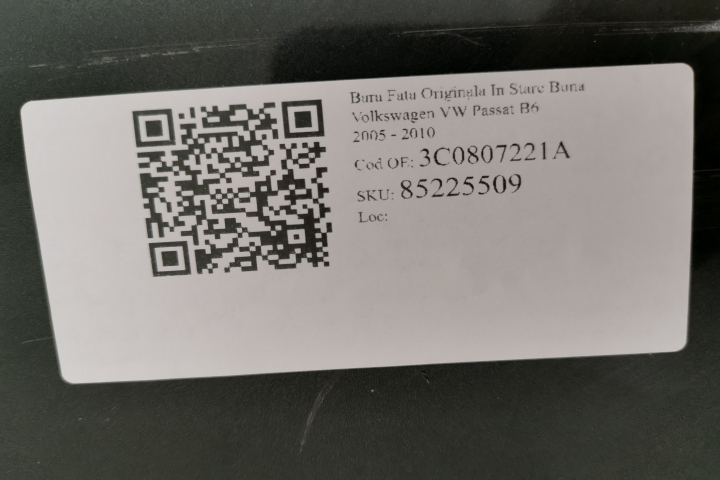 Bara Fata Originala In Stare Buna
Volkswagen VW Passat B6
2005 - 2010
Cod OE: 3C0807221A
SKU: 85225509
Loc: